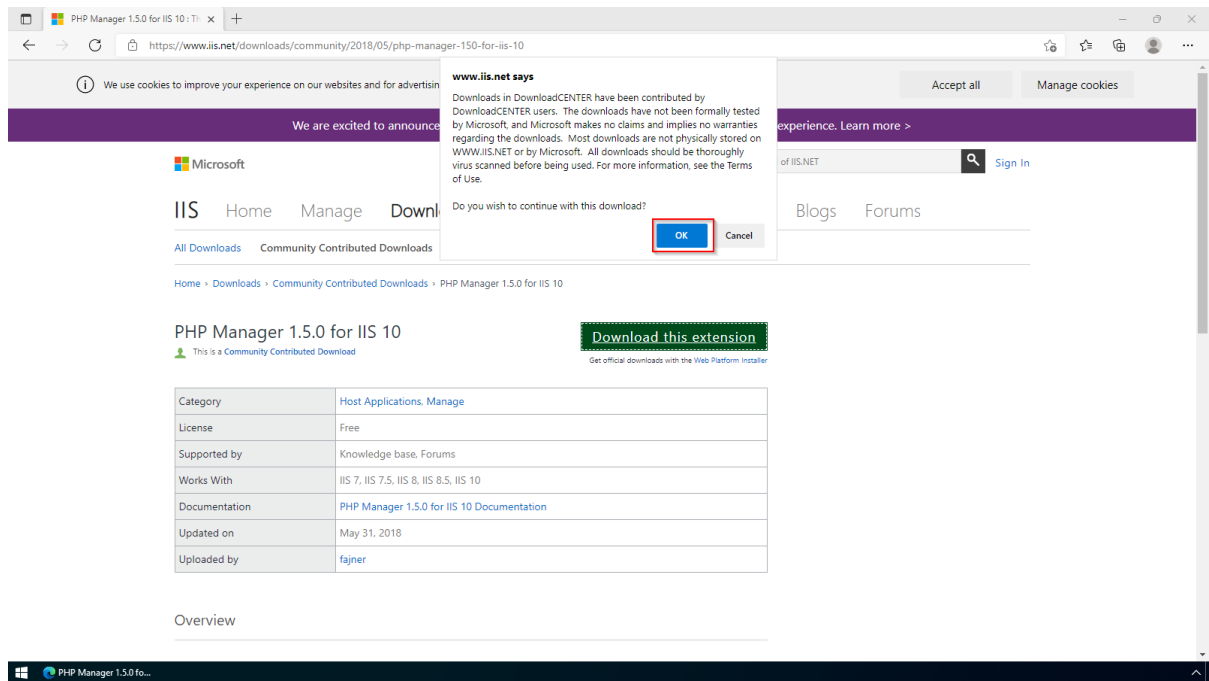 PHP Manager 1.5.0 for IIS 10 : Th
https://www.iis.net/downloads/community/2018/05/php-manager-150-for-iis-10
We use cookies to improve your experience on our websites and for advertisin
Accept all
Manage cookies
www.iis.net says
Downloads in DownloadCENTER have been contributed by
DownloadCENTER users. The downloads have not been formally tested
by Microsoft, and Microsoft makes no claims and implies no warranties
regarding the downloads. Most downloads are not physically stored on
WWW.IIS.NET or by Microsoft. All downloads should be thoroughly
virus scanned before being used. For more information, see the Terms
of Use.
Do you wish to continue with this download?
OK
Cancel
We are excited to announce
experience. Learn more >
Microsoft
of IIS.NET
Sign In
IIS Home Manage Downl
Blogs Forums
All Downloads Community Contributed Downloads
Home › Downloads › Community Contributed Downloads › PHP Manager 1.5.0 for IIS 10
PHP Manager 1.5.0 for IIS 10
This is a Community Contributed Download
Download this extension
Get official downloads with the Web Platform Installer
Category Host Applications, Manage
License Free
Supported by Knowledge base, Forums
Works With IIS 7, IIS 7.5, IIS 8, IIS 8.5, IIS 10
Documentation PHP Manager 1.5.0 for IIS 10 Documentation
Updated on May 31, 2018
Uploaded by fajner
Overview
PHP Manager 1.5.0 fo...